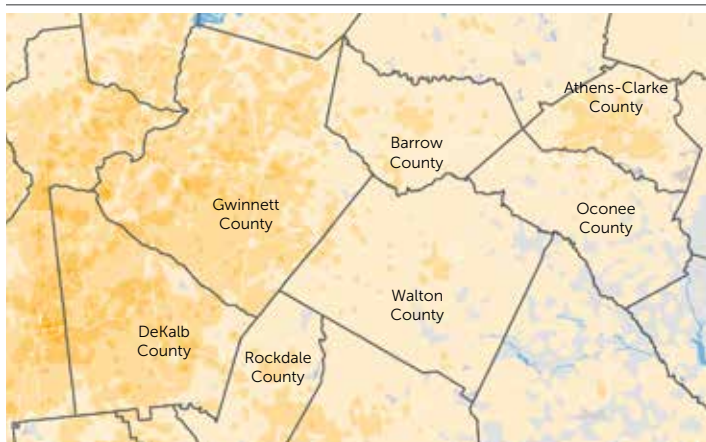 Athens-Clarke
County
Barrow
County
Gwinnett
County
Oconee
County
Walton
County
DeKalb
County
Rockdale
County